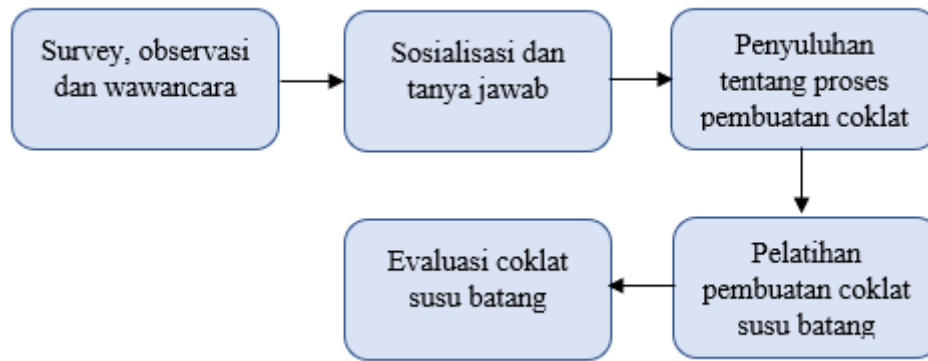 Survey, observasi
dan wawancara
Sosialisasi dan
tanya jawab
Penyuluhan
tentang proses
pembuatan coklat
Pelatihan
pembuatan coklat
susu batang
Evaluasi coklat
susu batang